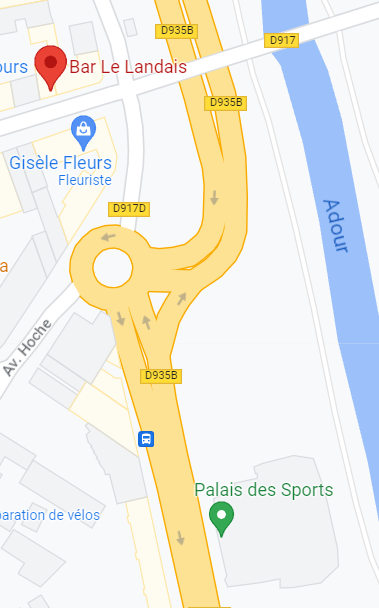 D935B
D917
ours
Bar Le Landais
D935B
Gisèle Fleurs
Fleuriste
D917D
Adour
a
Av. Hoche
D935B
Palais des Sports
paration de vélos